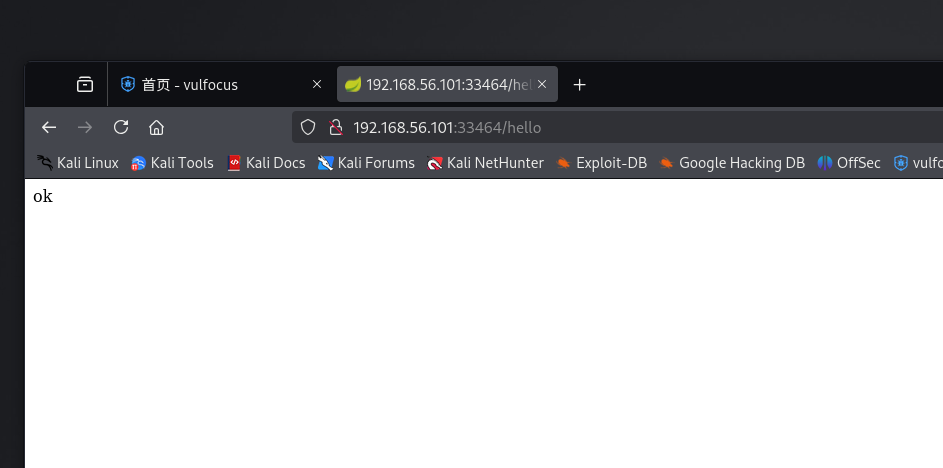 首页 - vulfocus
192.168.56.101:33464/hel
192.168.56.101:33464/hello
Kali Linux Kali Tools Kali Docs Kali Forums Kali NetHunter Exploit-DB Google Hacking DB OffSec vulfo
ok